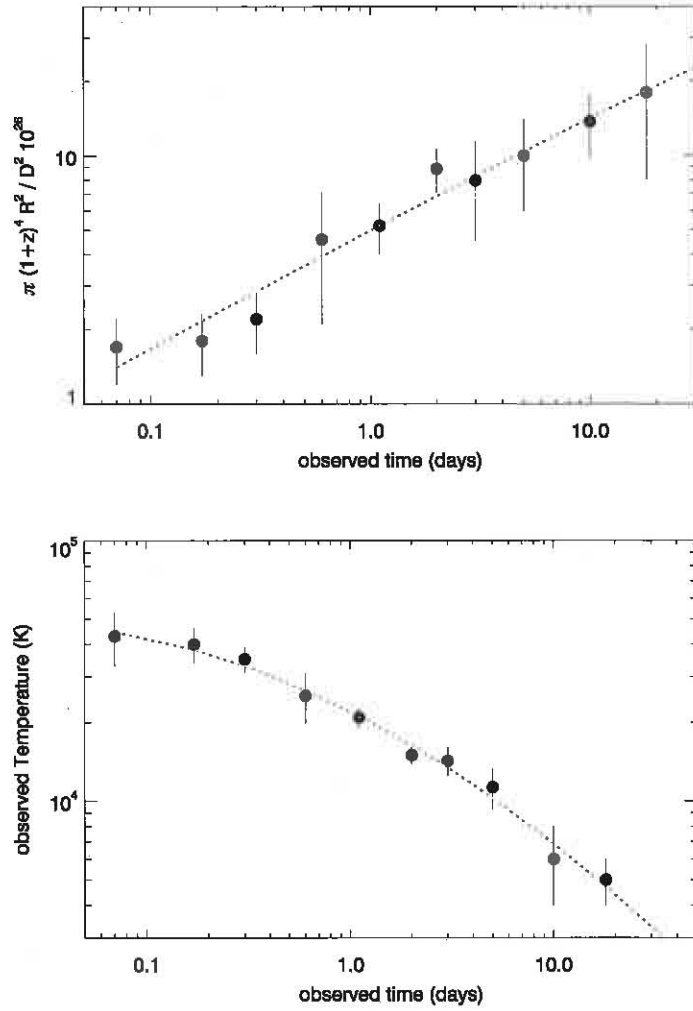 π (1+z)⁴ R² / D² 10²⁶
10
1
0.1 1.0 10.0
observed time (days)
observed Temperature (K)
10⁵
10⁴
0.1 1.0 10.0
observed time (days)